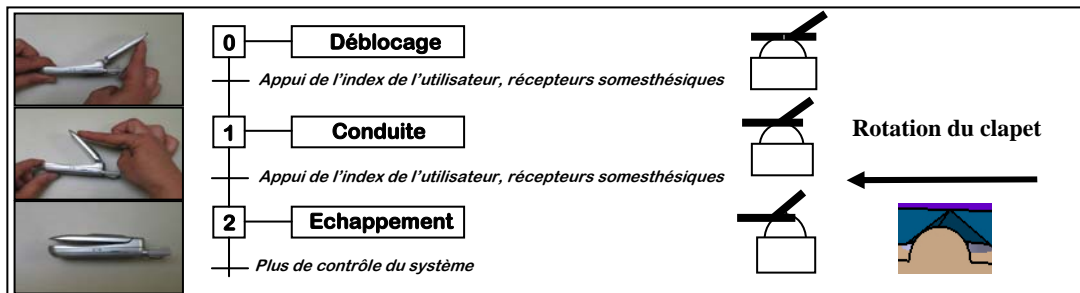 0 Déblocage
Appui de l'index de l'utilisateur, récepteurs somesthésiques
1 Conduite
Rotation du clapet
Appui de l'index de l'utilisateur, récepteurs somesthésiques
2 Echappement
Plus de contrôle du système